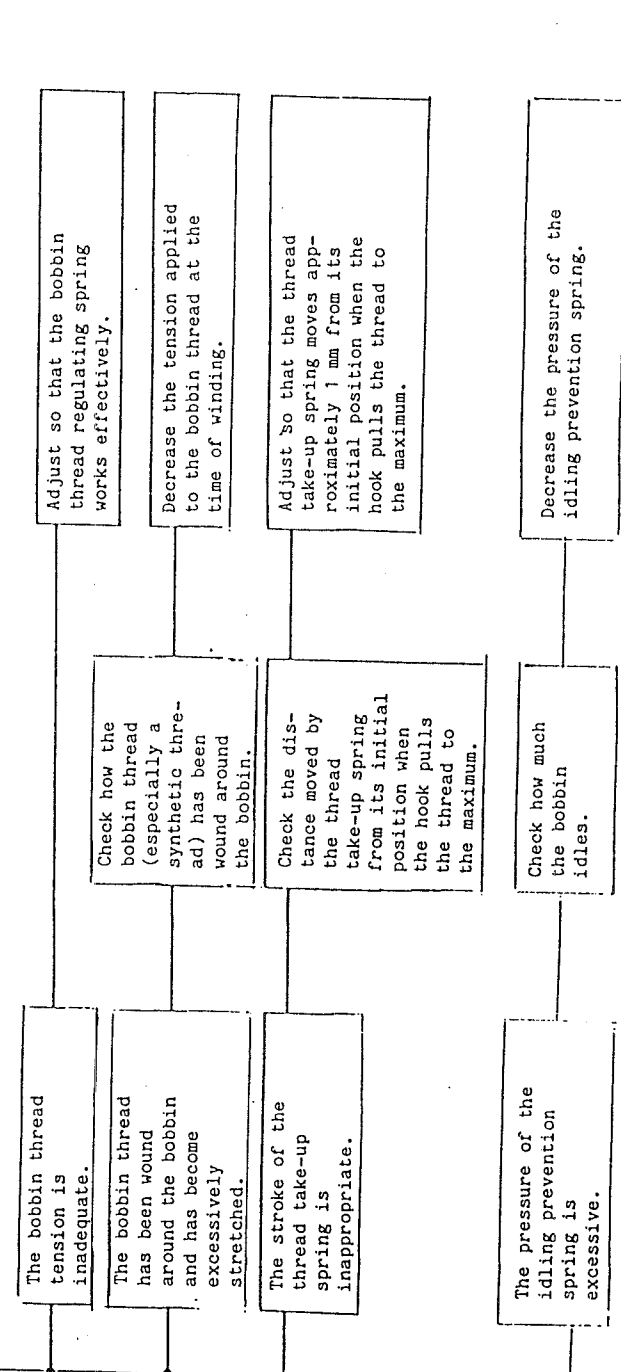 The bobbin thread
tension is
inadequate.
Adjust so that the bobbin
thread regulating spring
works effectively.
The bobbin thread
has been wound
around the bobbin
and has become
excessively
stretched.
Check how the
bobbin thread
(especially a
synthetic thre-
ad) has been
wound around
the bobbin.
Decrease the tension applied
to the bobbin thread at the
time of winding.
The stroke of the
thread take-up
spring is
inappropriate.
Check the dis-
tance moved by
the thread
take-up spring
from its initial
position when
the hook pulls
the thread to
the maximum.
Adjust so that the thread
take-up spring moves app-
roximately 1 mm from its
initial position when the
hook pulls the thread to
the maximum.
The pressure of the
idling prevention
spring is
excessive.
Check how much
the bobbin
idles.
Decrease the pressure of the
idling prevention spring.